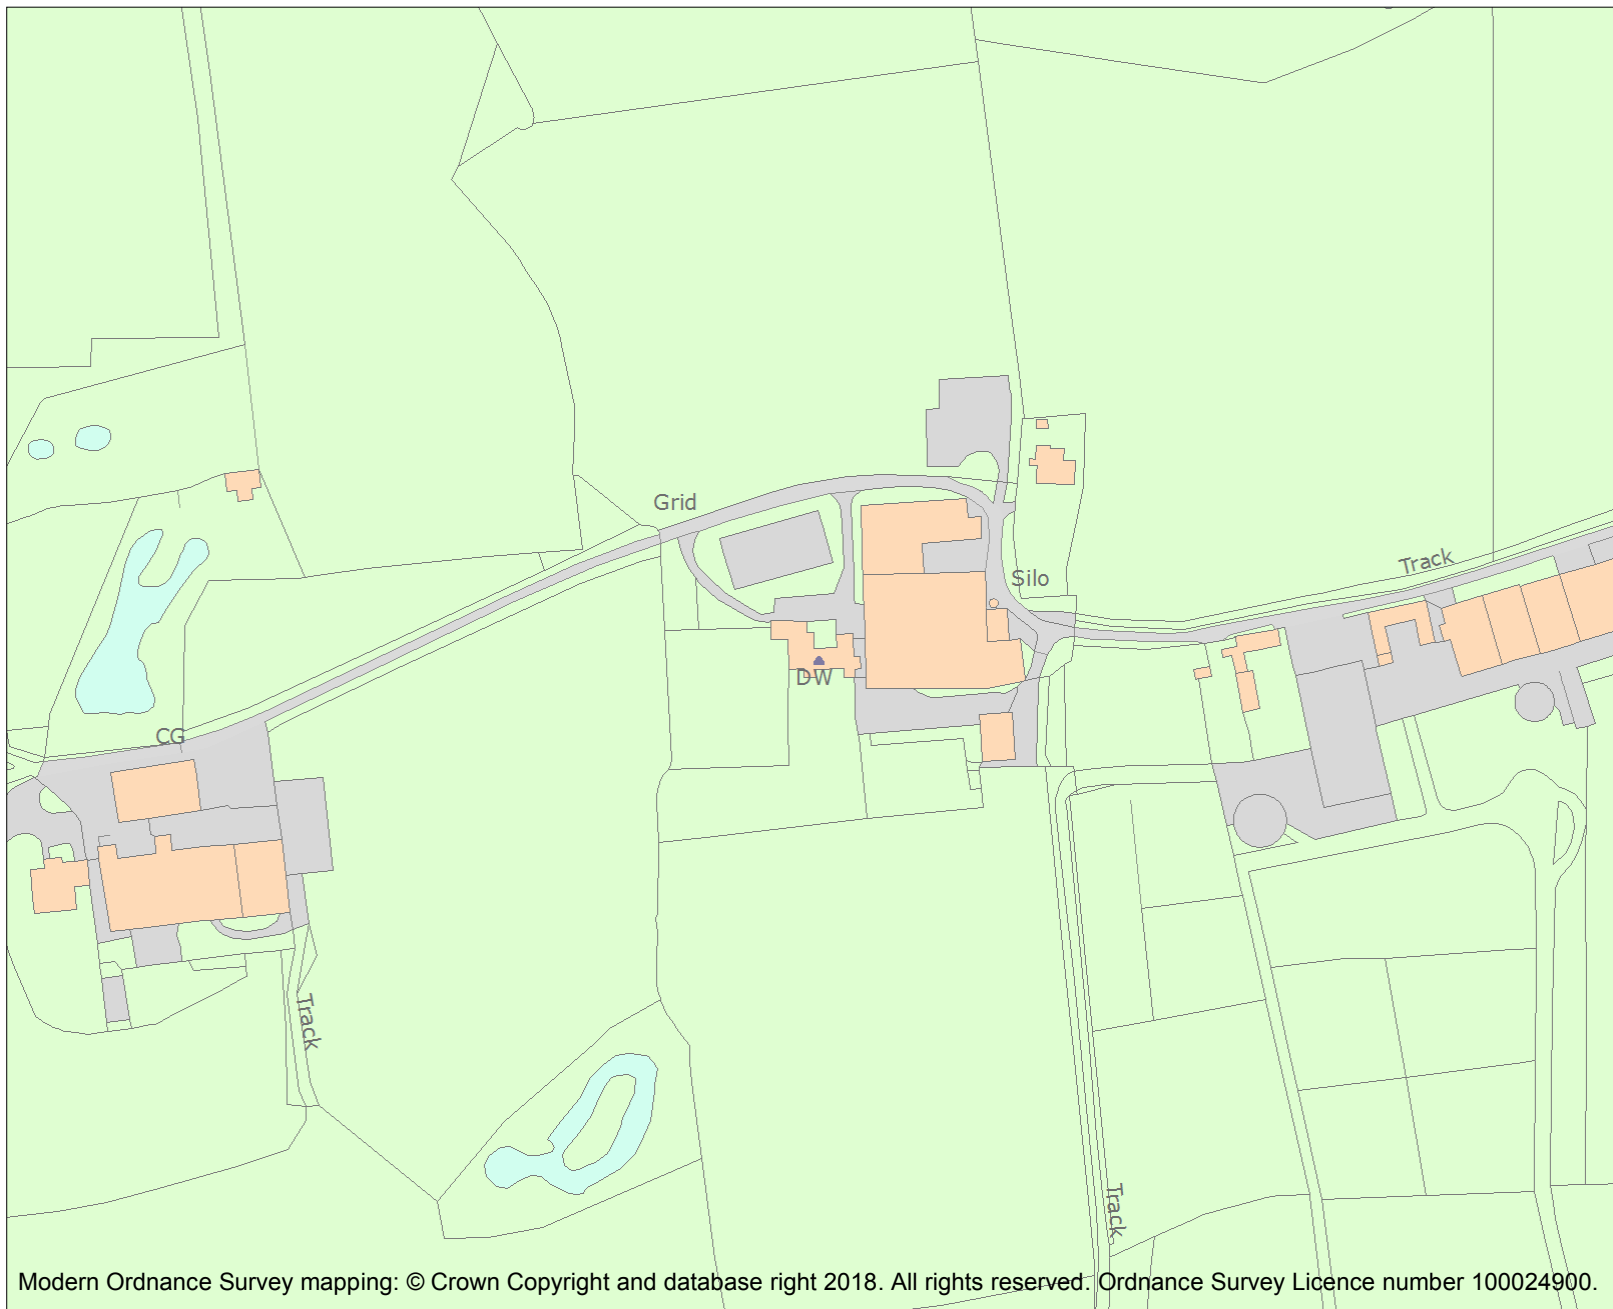 Grid
Track
Silo
DW
CG
Track
Track
Modern Ordnance Survey mapping: © Crown Copyright and database right 2018. All rights reserved. Ordnance Survey Licence number 100024900.